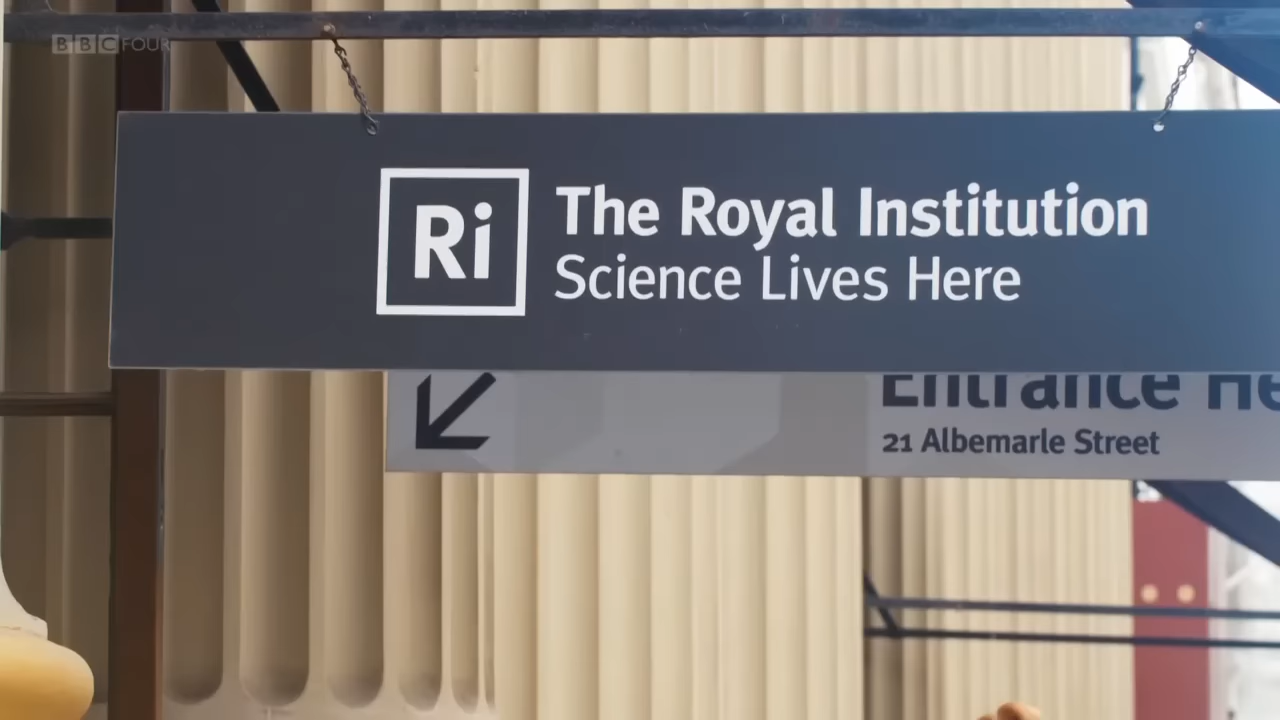 BBC FOUR
Ri
The Royal Institution
Science Lives Here
Entrance He
21 Albemarle Street